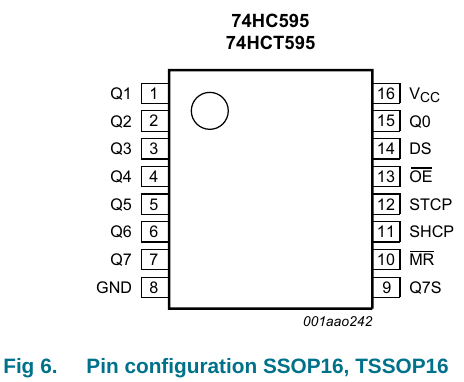 74HC595
74HCT595
Q1 1 16 VCC
Q2 2 15 Q0
Q3 3 14 DS
Q4 4 13 O̅E̅
Q5 5 12 STCP
Q6 6 11 SHCP
Q7 7 10 M̅R̅
GND 8 9 Q7S
001aao242
Fig 6. Pin configuration SSOP16, TSSOP16